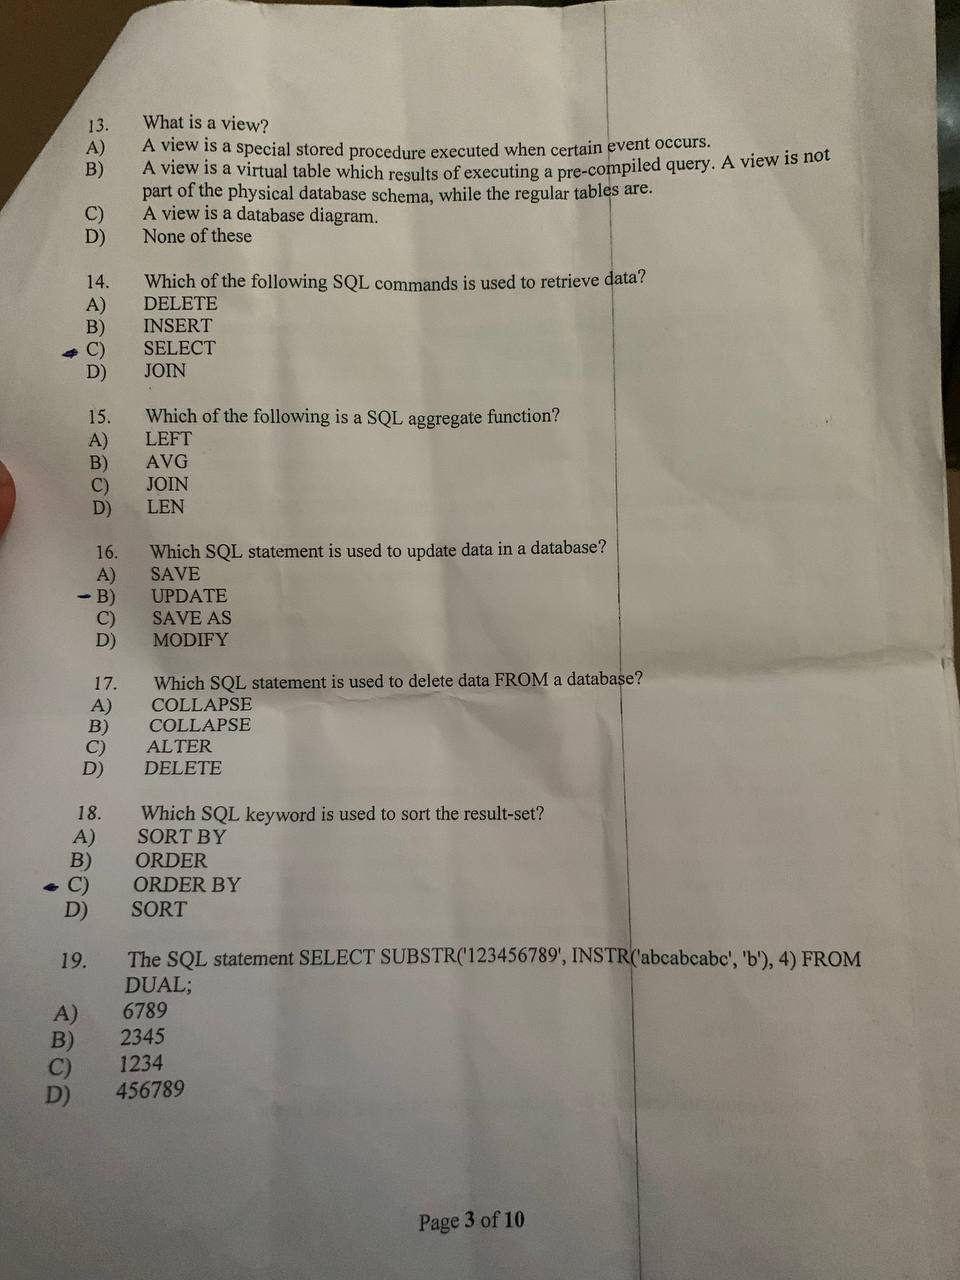 13. What is a view?
A) A view is a special stored procedure executed when certain event occurs.
B) A view is a virtual table which results of executing a pre-compiled query. A view is not
part of the physical database schema, while the regular tables are.
C) A view is a database diagram.
D) None of these
14. Which of the following SQL commands is used to retrieve data?
A) DELETE
B) INSERT
C) SELECT
D) JOIN
15. Which of the following is a SQL aggregate function?
A) LEFT
B) AVG
C) JOIN
D) LEN
16. Which SQL statement is used to update data in a database?
A) SAVE
B) UPDATE
C) SAVE AS
D) MODIFY
17. Which SQL statement is used to delete data FROM a database?
A) COLLAPSE
B) COLLAPSE
C) ALTER
D) DELETE
18. Which SQL keyword is used to sort the result-set?
A) SORT BY
B) ORDER
C) ORDER BY
D) SORT
19. The SQL statement SELECT SUBSTR('123456789', INSTR('abcabcabc', 'b'), 4) FROM
DUAL;
A) 6789
B) 2345
C) 1234
D) 456789
Page 3 of 10